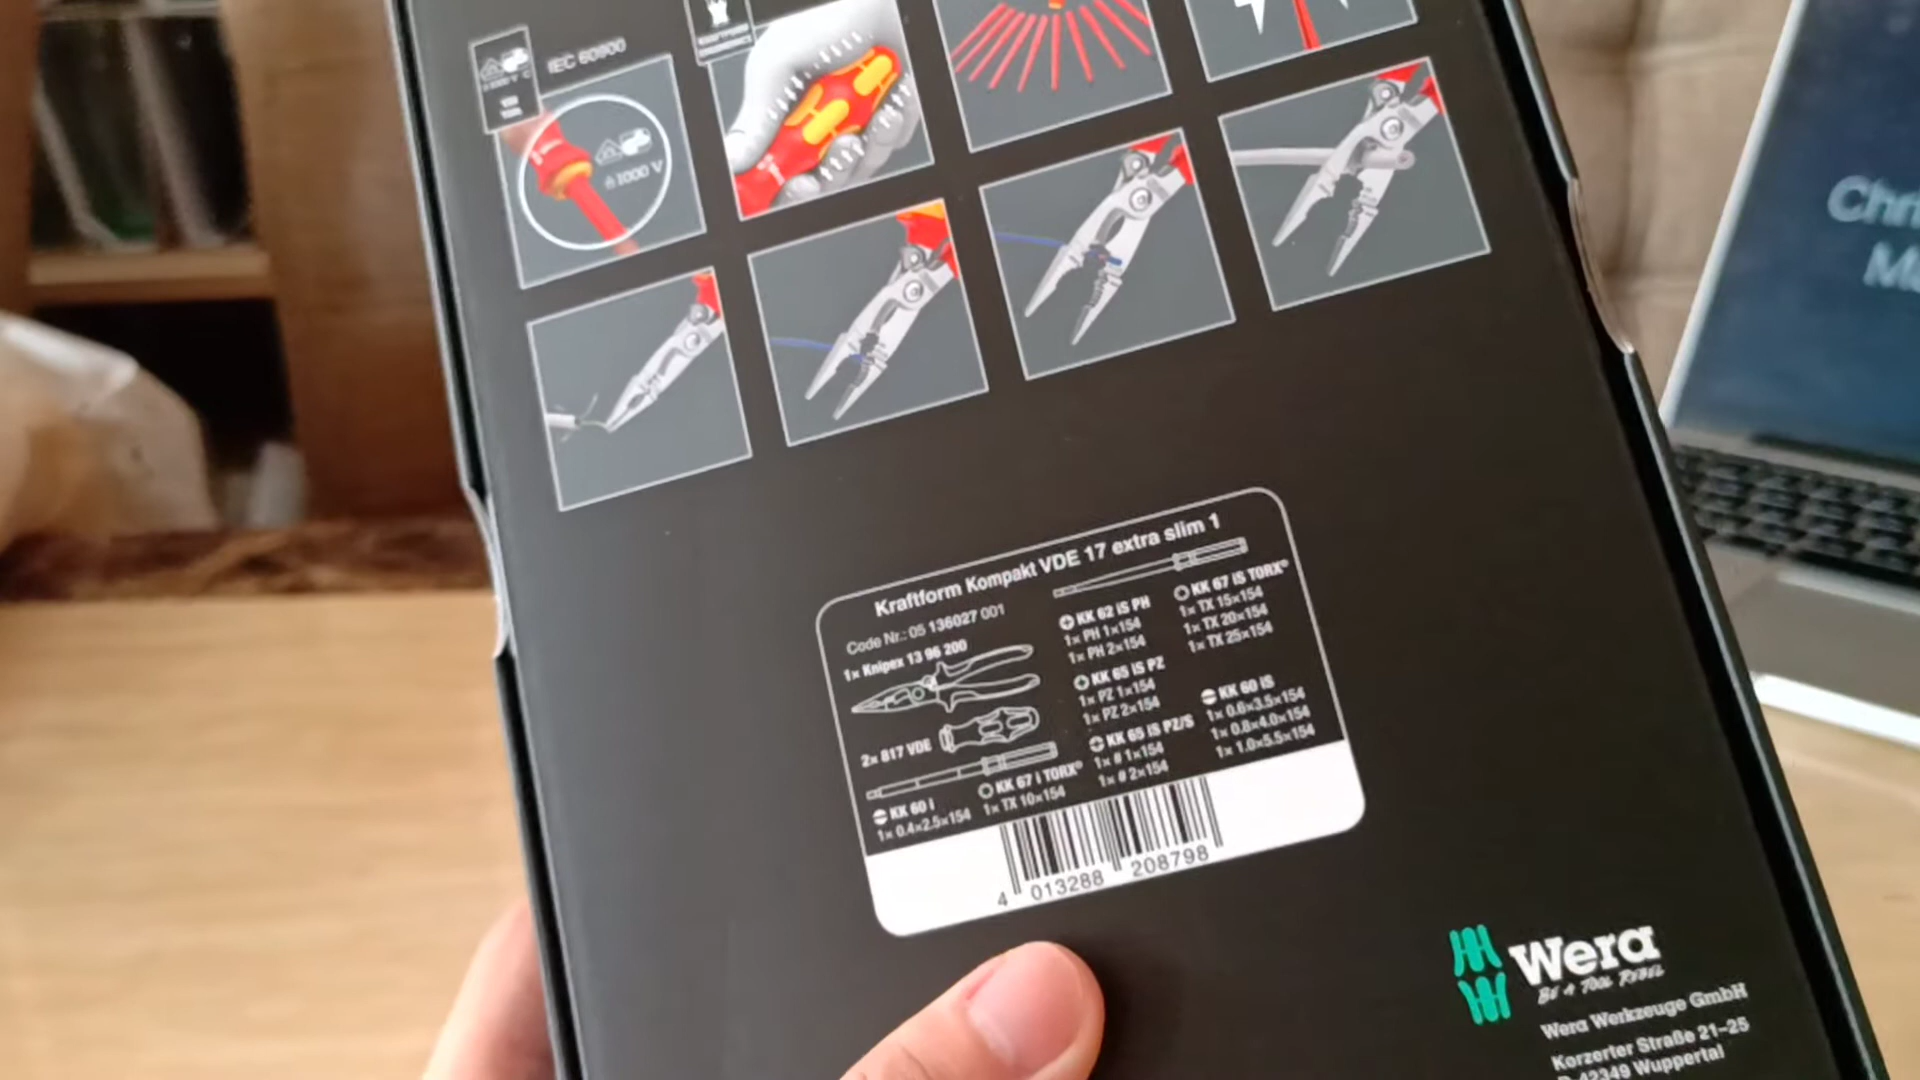 IEC 60900
1000 V
Kraftform Kompakt VDE 17 extra slim 1
Code Nr.: 05 136027 001
1x Knipex 13 96 200
2x 817 VDE
KK 60 i
1x 0.4x2.5x154
KK 67 i TORX®
1x TX 10x154
KK 62 iS PH
1x PH 1x154
1x PH 2x154
KK 65 iS PZ
1x PZ 1x154
1x PZ 2x154
KK 65 iS PZ/S
1x # 1x154
1x # 2x154
KK 67 iS TORX®
1x TX 15x154
1x TX 20x154
1x TX 25x154
KK 60 iS
1x 0.6x3.5x154
1x 0.8x4.0x154
1x 1.0x5.5x154
4 013288 208798
Wera
BE A TOOL REBEL
Wera Werkzeuge GmbH
Korzerter Straße 21–25
D-42349 Wuppertal
Chri